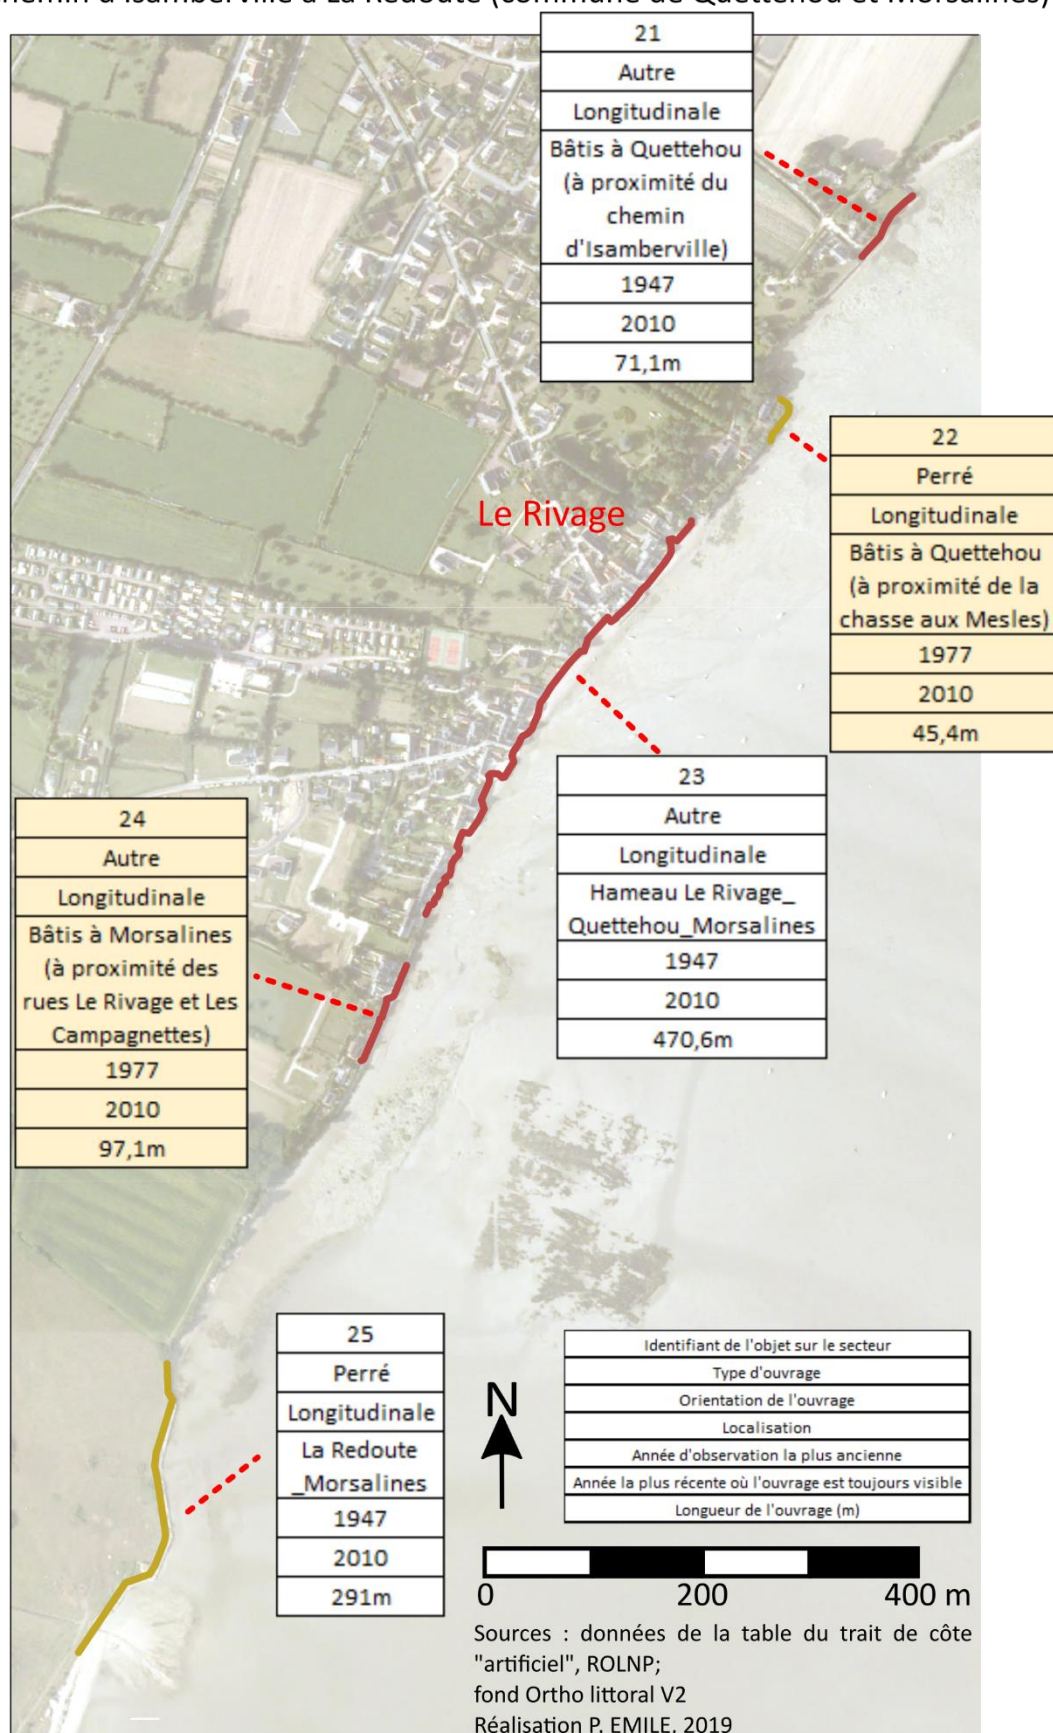 chemin d'Isamberville à La Redoute (commune de Quettehou et Morsalines)
21
Autre
Longitudinale
Bâtis à Quettehou
(à proximité du
chemin
d'Isamberville)
1947
2010
71,1m
22
Perré
Longitudinale
Bâtis à Quettehou
(à proximité de la
chasse aux Mesles)
1977
2010
45,4m
Le Rivage
23
Autre
Longitudinale
Hameau Le Rivage_
Quettehou_Morsalines
1947
2010
470,6m
24
Autre
Longitudinale
Bâtis à Morsalines
(à proximité des
rues Le Rivage et Les
Campagnettes)
1977
2010
97,1m
25
Perré
Longitudinale
La Redoute
_Morsalines
1947
2010
291m
Identifiant de l'objet sur le secteur
Type d'ouvrage
Orientation de l'ouvrage
Localisation
Année d'observation la plus ancienne
Année la plus récente où l'ouvrage est toujours visible
Longueur de l'ouvrage (m)
N
0 200 400 m
Sources : données de la table du trait de côte
"artificiel", ROLNP;
fond Ortho littoral V2
Réalisation P. EMILE, 2019